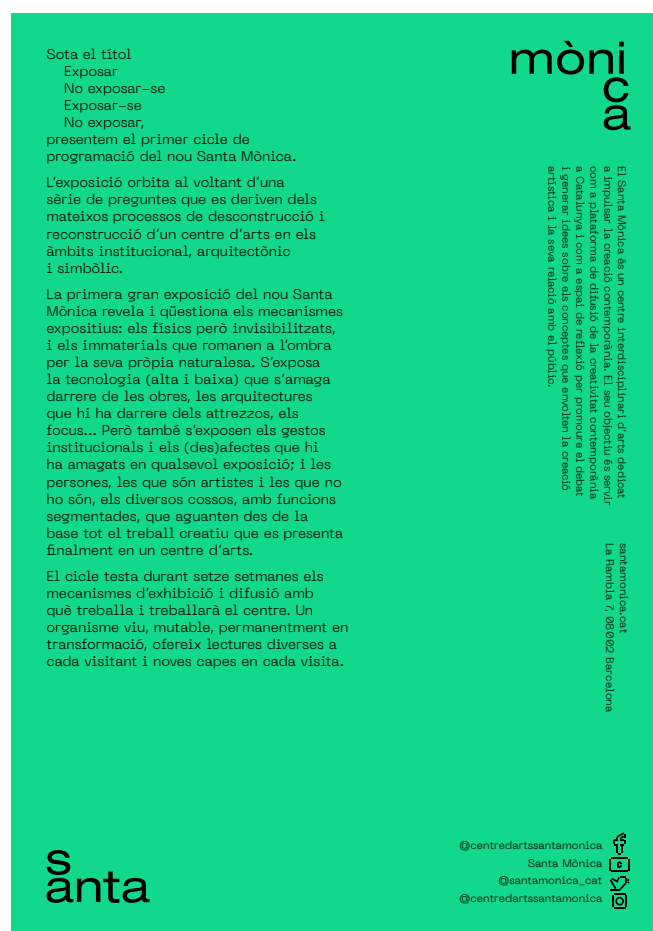 Sota el títol
Exposar
No exposar-se
Exposar-se
No exposar,
presentem el primer cicle de
programació del nou Santa Mònica.
L'exposició orbita al voltant d'una
sèrie de preguntes que es deriven dels
mateixos processos de desconstrucció i
reconstrucció d'un centre d'arts en els
àmbits institucional, arquitectònic
i simbòlic.
La primera gran exposició del nou Santa
Mònica revela i qüestiona els mecanismes
expositius: els físics però invisibilitzats,
i els immaterials que romanen a l'ombra
per la seva pròpia naturalesa. S'exposa
la tecnologia (alta i baixa) que s'amaga
darrere de les obres, les arquitectures
que hi ha darrere dels attrezzos, els
focus... Però també s'exposen els gestos
institucionals i els (des)afectes que hi
ha amagats en qualsevol exposició; i les
persones, les que són artistes i les que no
ho són, els diversos cossos, amb funcions
segmentades, que aguanten des de la
base tot el treball creatiu que es presenta
finalment en un centre d'arts.
El cicle testa durant setze setmanes els
mecanismes d'exhibició i difusió amb
què treballa i treballarà el centre. Un
organisme viu, mutable, permanentment en
transformació, ofereix lectures diverses a
cada visitant i noves capes en cada visita.
mòni
c
a
El Santa Mònica és un centre interdisciplinari d'arts dedicat
a impulsar la creació contemporània. El seu objectiu és servir
com a plataforma de difusió de la creativitat contemporània
a Catalunya i com a espai de reflexió per promoure el debat
i generar idees sobre els conceptes que envolten la creació
artística i la seva relació amb el públic.
santamonica.cat
La Rambla 7, 08002 Barcelona
s
anta
@centredartssantamonica
Santa Mònica
@santamonica_cat
@centredartssantamonica